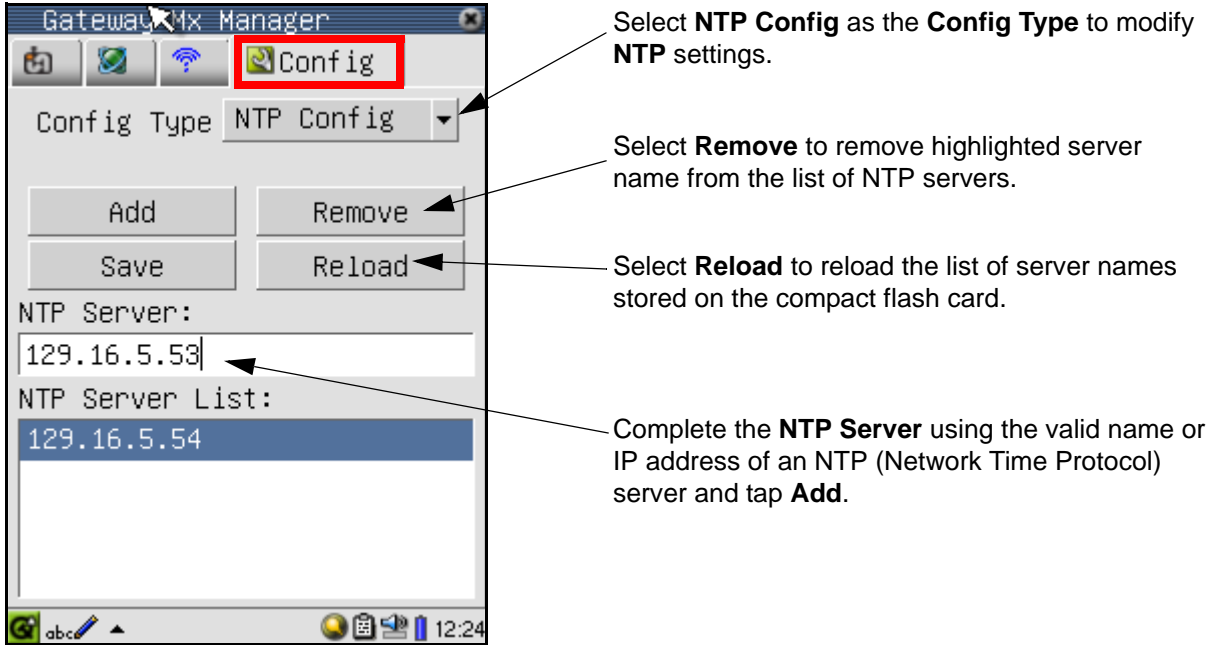 Gateway Mx Manager
Config
Config Type NTP Config
Add Remove
Save Reload
NTP Server:
129.16.5.53
NTP Server List:
129.16.5.54
abc
12:24
Select NTP Config as the Config Type to modify
NTP settings.
Select Remove to remove highlighted server
name from the list of NTP servers.
Select Reload to reload the list of server names
stored on the compact flash card.
Complete the NTP Server using the valid name or
IP address of an NTP (Network Time Protocol)
server and tap Add.